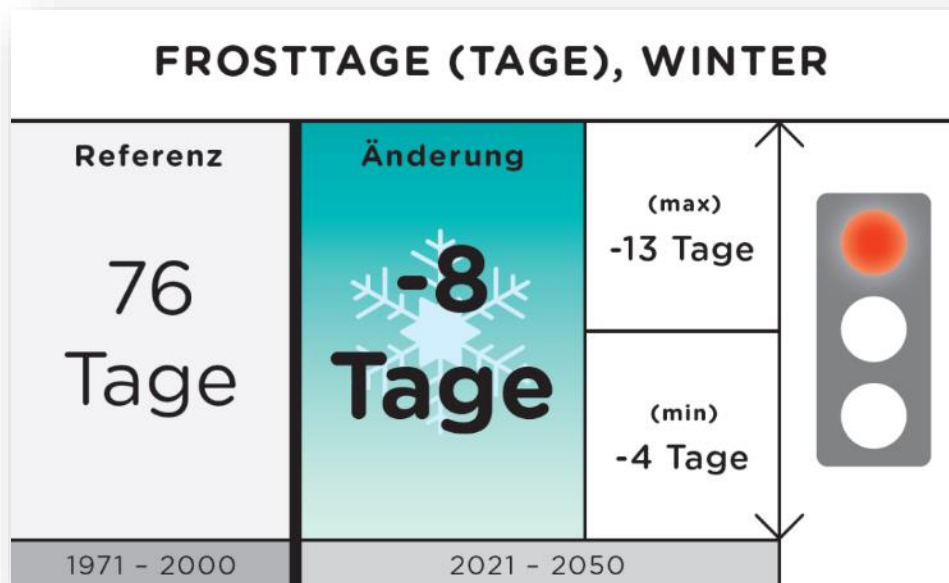 FROSTTAGE (TAGE), WINTER
Referenz
76
Tage
1971 – 2000
Änderung
-8
Tage
(max)
-13 Tage
(min)
-4 Tage
2021 – 2050